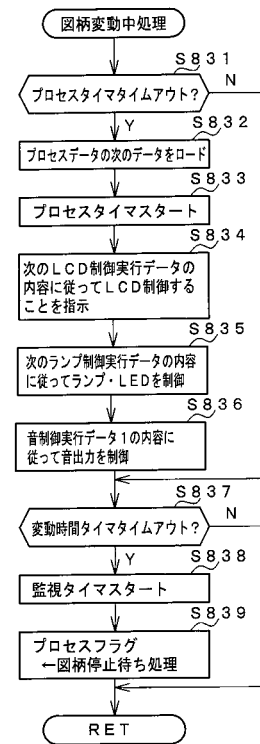 図柄変動中処理
S831
プロセスタイマタイムアウト？
N
Y
S832
プロセスデータの次のデータをロード
S833
プロセスタイマスタート
S834
次のＬＣＤ制御実行データの
内容に従ってＬＣＤ制御する
ことを指示
S835
次のランプ制御実行データの内容
に従ってランプ・ＬＥＤを制御
S836
音制御実行データ１の内容に
従って音出力を制御
S837
変動時間タイマタイムアウト？
N
Y
S838
監視タイマスタート
S839
プロセスフラグ
←図柄停止待ち処理
ＲＥＴ